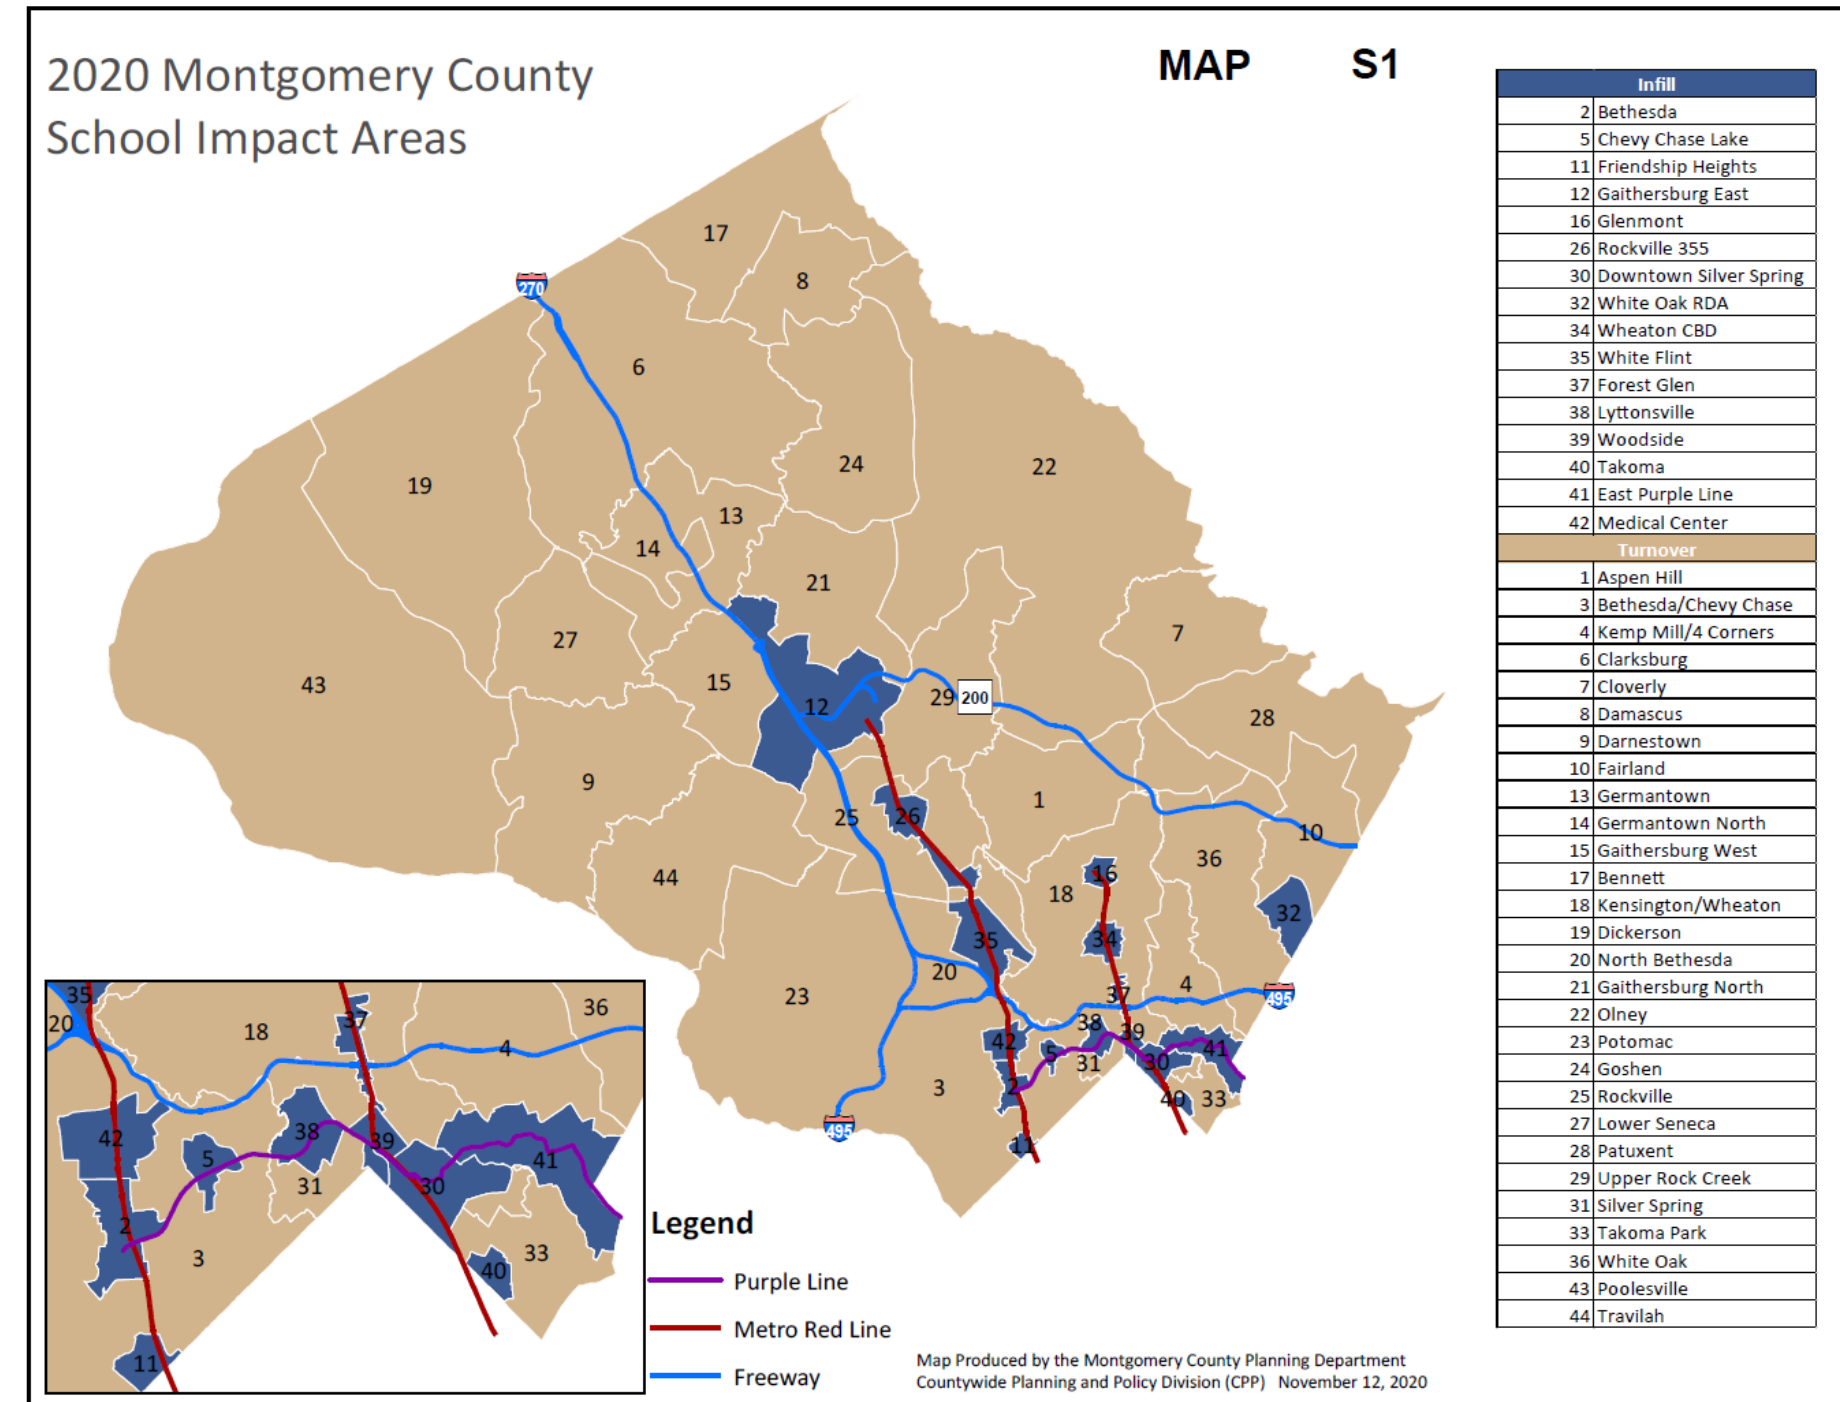 2020 Montgomery County
School Impact Areas
MAP S1
Infill
2 Bethesda
5 Chevy Chase Lake
11 Friendship Heights
12 Gaithersburg East
16 Glenmont
26 Rockville 355
30 Downtown Silver Spring
32 White Oak RDA
34 Wheaton CBD
35 White Flint
37 Forest Glen
38 Lyttonsville
39 Woodside
40 Takoma
41 East Purple Line
42 Medical Center
Turnover
1 Aspen Hill
3 Bethesda/Chevy Chase
4 Kemp Mill/4 Corners
6 Clarksburg
7 Cloverly
8 Damascus
9 Darnestown
10 Fairland
13 Germantown
14 Germantown North
15 Gaithersburg West
17 Bennett
18 Kensington/Wheaton
19 Dickerson
20 North Bethesda
21 Gaithersburg North
22 Olney
23 Potomac
24 Goshen
25 Rockville
27 Lower Seneca
28 Patuxent
29 Upper Rock Creek
31 Silver Spring
33 Takoma Park
36 White Oak
43 Poolesville
44 Travilah
17
8
270
6
24
22
19
13
14
21
7
27
43
15
12
29 200
28
9
1
25
26
10
44
16
36
18
32
34
35
20
23
4
37
495
38
39
42
5
30
41
31
3
2
40
33
495
11
35
37
36
20
18
4
42
38
39
5
41
31
30
2
3
33
40
11
Legend
Purple Line
Metro Red Line
Freeway
Map Produced by the Montgomery County Planning Department
Countywide Planning and Policy Division (CPP) November 12, 2020